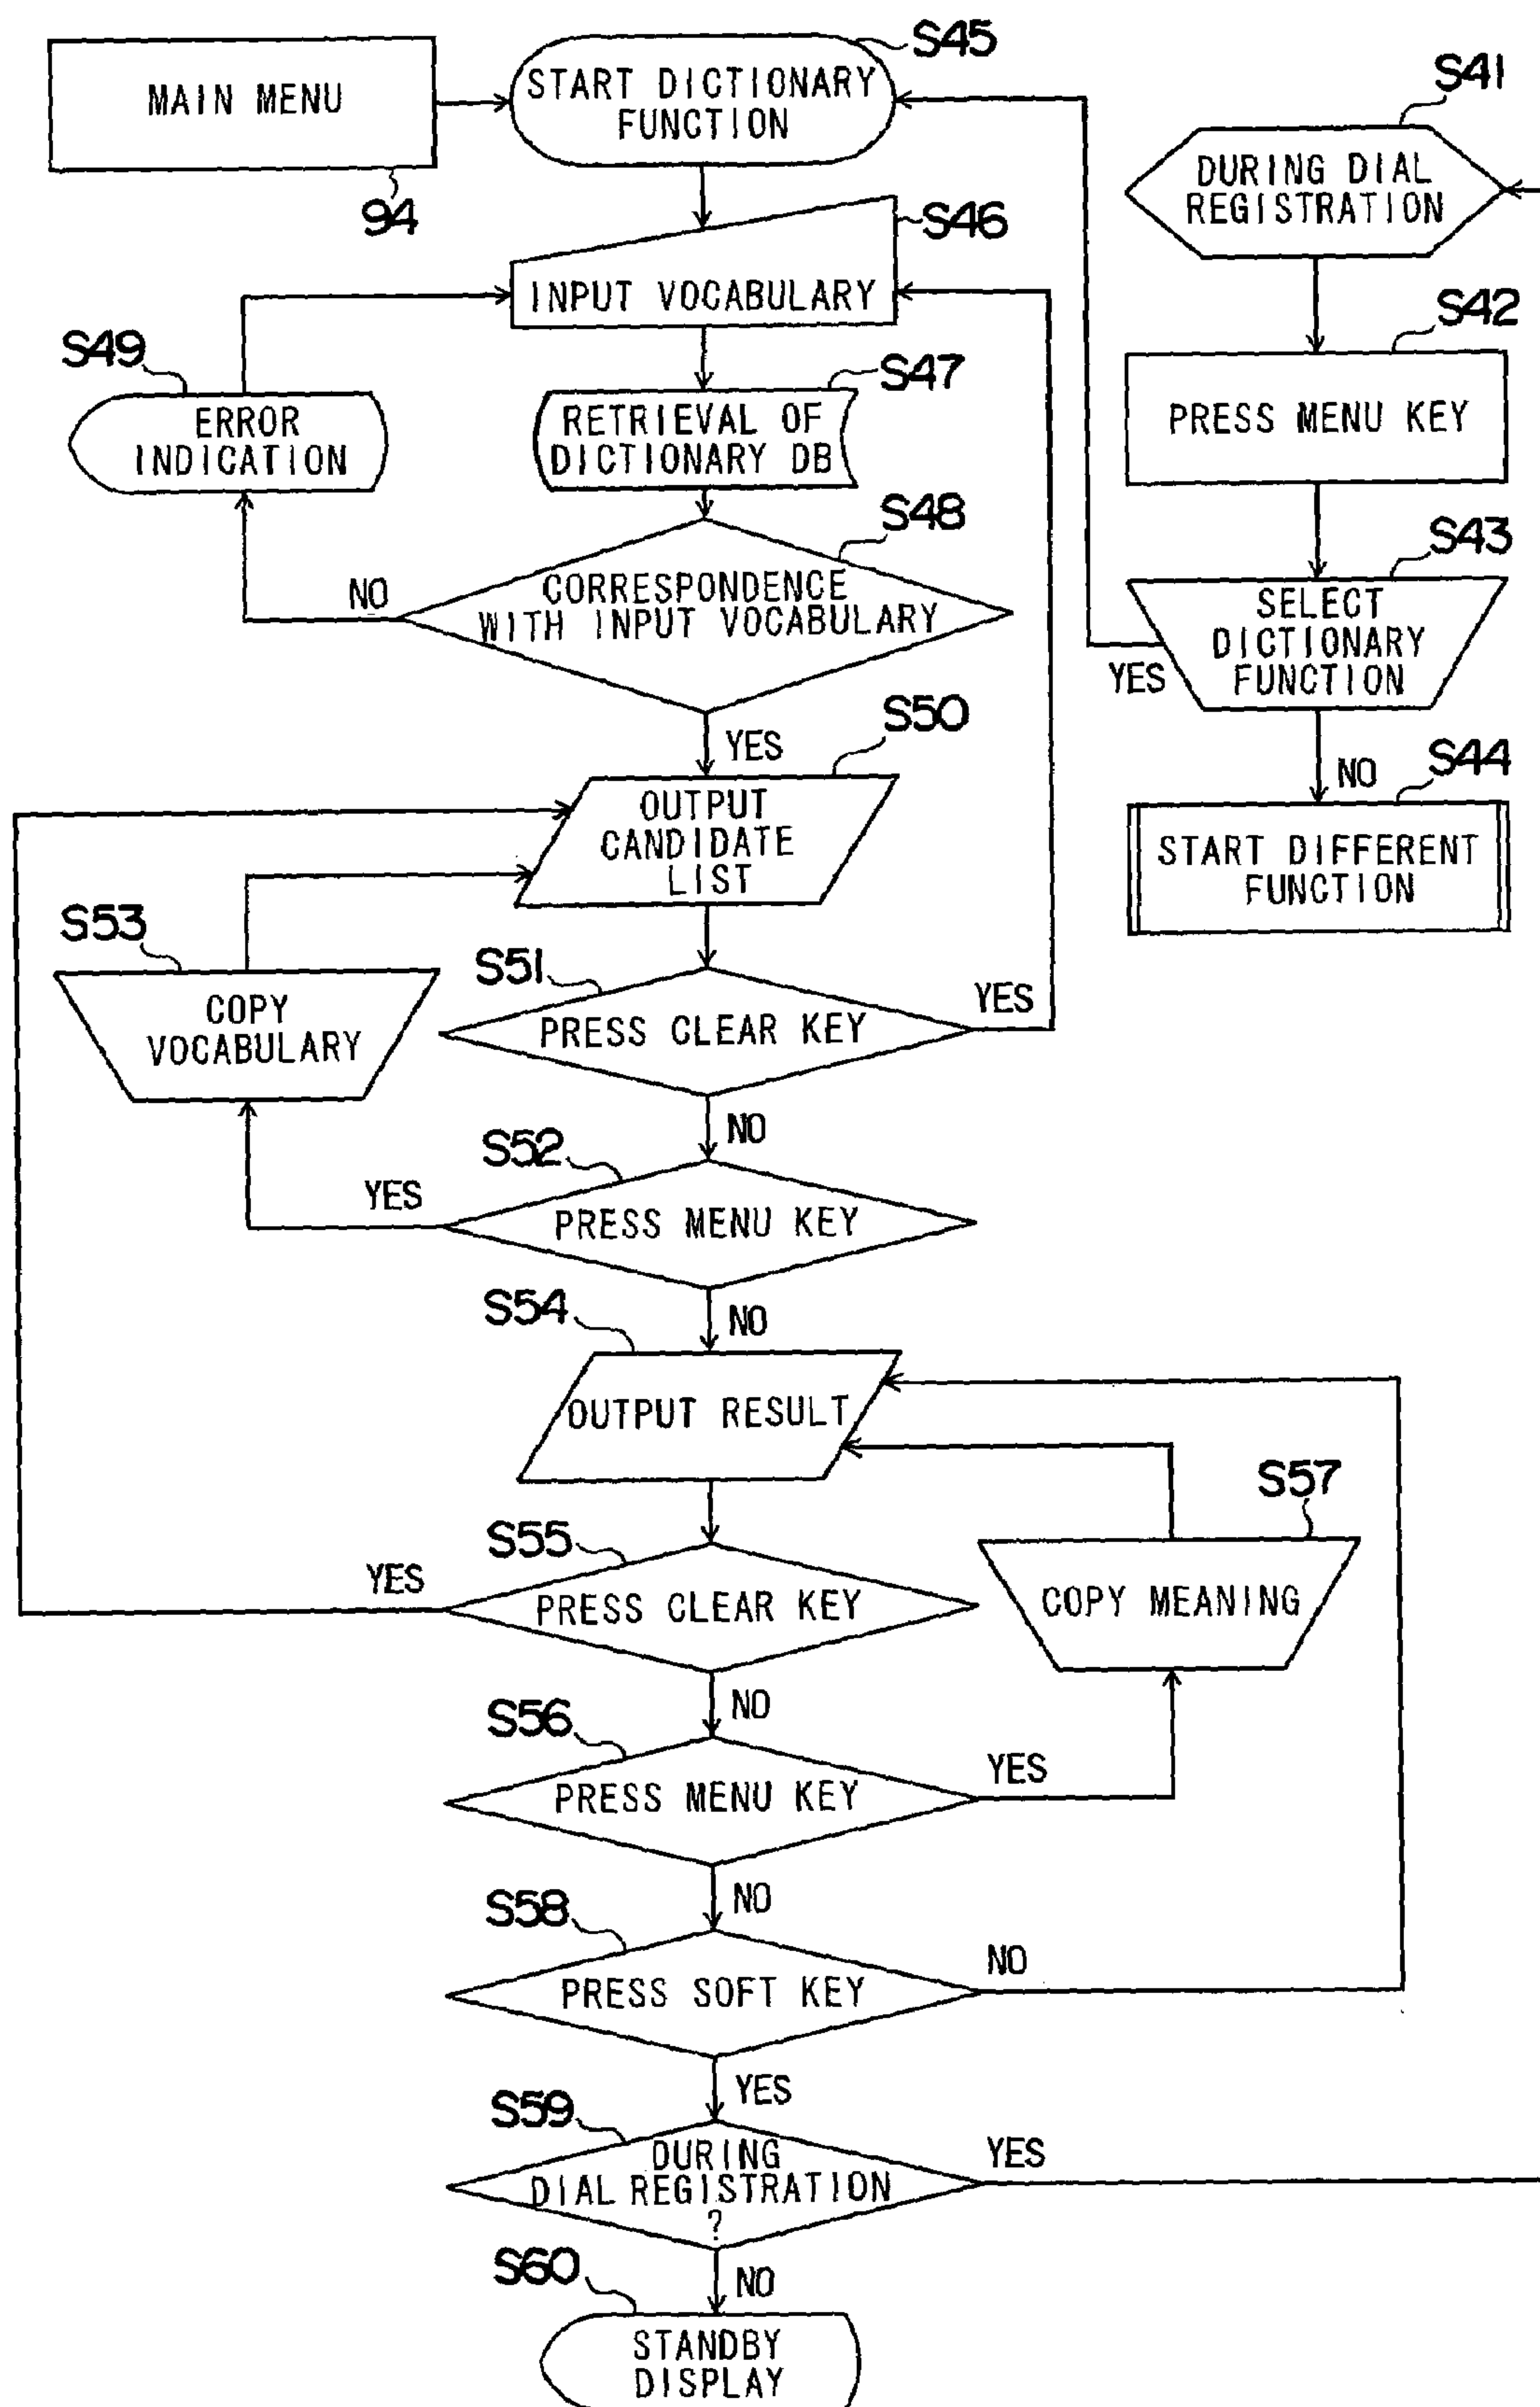 MAIN MENU
94
START DICTIONARY
FUNCTION
S45
S41
DURING DIAL
REGISTRATION
S46
INPUT VOCABULARY
S42
PRESS MENU KEY
S49
ERROR
INDICATION
S47
RETRIEVAL OF
DICTIONARY DB
S48
CORRESPONDENCE
WITH INPUT VOCABULARY
NO
YES
S43
SELECT
DICTIONARY
FUNCTION
YES
NO
S44
START DIFFERENT
FUNCTION
S50
OUTPUT
CANDIDATE
LIST
S53
COPY
VOCABULARY
S51
PRESS CLEAR KEY
YES
NO
S52
PRESS MENU KEY
YES
NO
S54
OUTPUT RESULT
S57
COPY MEANING
S55
PRESS CLEAR KEY
YES
NO
S56
PRESS MENU KEY
YES
NO
S58
PRESS SOFT KEY
NO
YES
S59
DURING
DIAL REGISTRATION
?
YES
NO
S60
STANDBY
DISPLAY